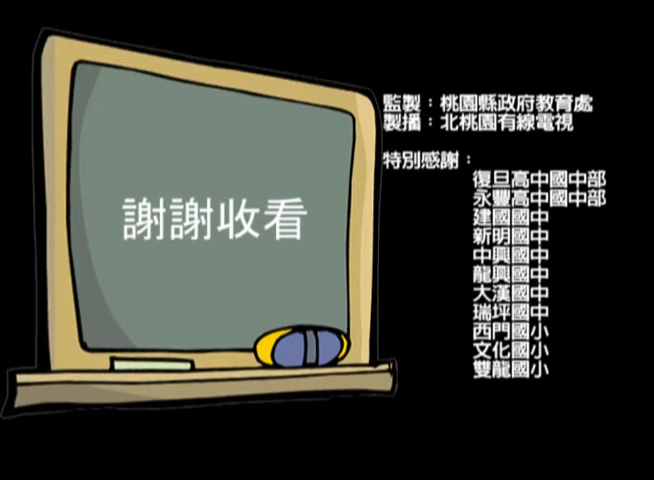 謝謝收看
監製：桃園縣政府教育處
製播：北桃園有線電視
特別感謝：
復旦高中國中部
永豐高中國中部
建國國中
新明國中
中興國中
龍興國中
大漢國中
瑞坪國中
西門國小
文化國小
雙龍國小